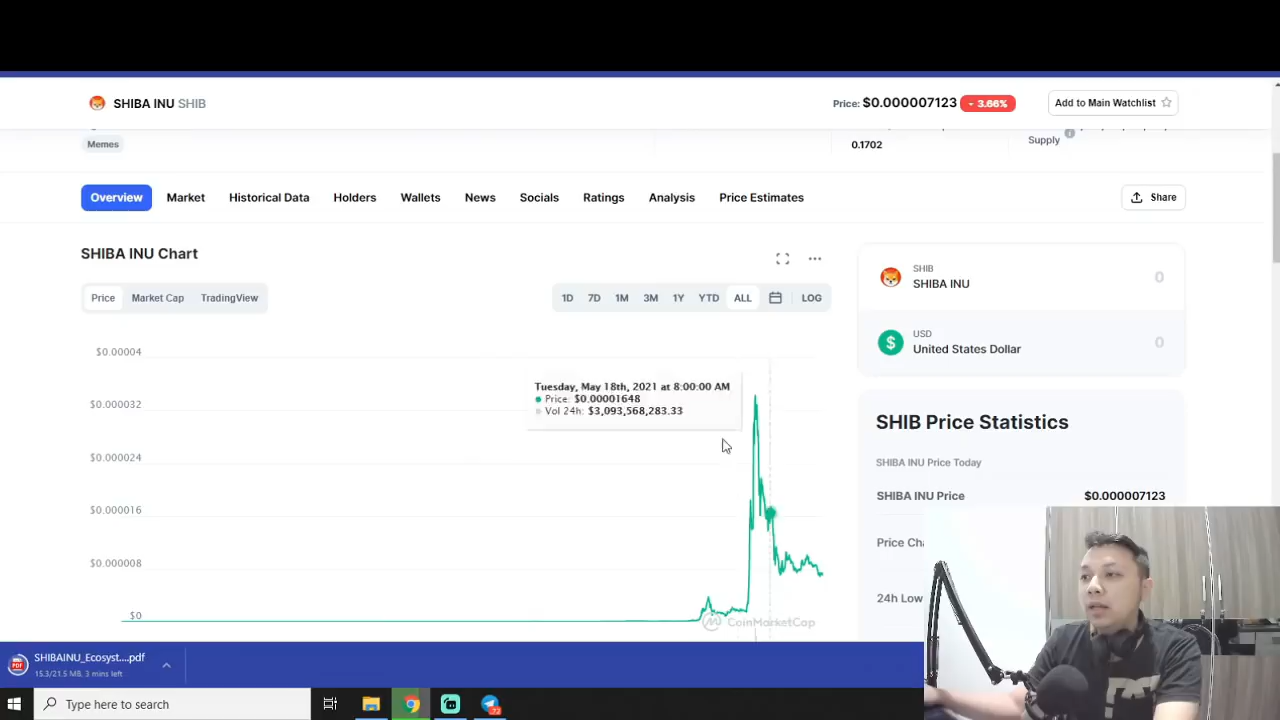 SHIBA INU SHIB
Price: $0.000007123 3.66% Add to Main Watchlist
Memes
0.1702
Supply
Overview Market Historical Data Holders Wallets News Socials Ratings Analysis Price Estimates Share
SHIBA INU Chart
Price Market Cap TradingView
1D 7D 1M 3M 1Y YTD ALL LOG
$0.00004
$0.000032
$0.000024
$0.000016
$0.000008
$0
Tuesday, May 18th, 2021 at 8:00:00 AM
Price: $0.00001648
Vol 24h: $3,093,568,283.33
CoinMarketCap
SHIB
SHIBA INU 0
USD
United States Dollar 0
SHIB Price Statistics
SHIBA INU Price Today
SHIBA INU Price $0.000007123
Price Ch
24h Low
SHIBAINU_Ecosyst....pdf
15.3/21.5 MB, 3 mins left
Type here to search